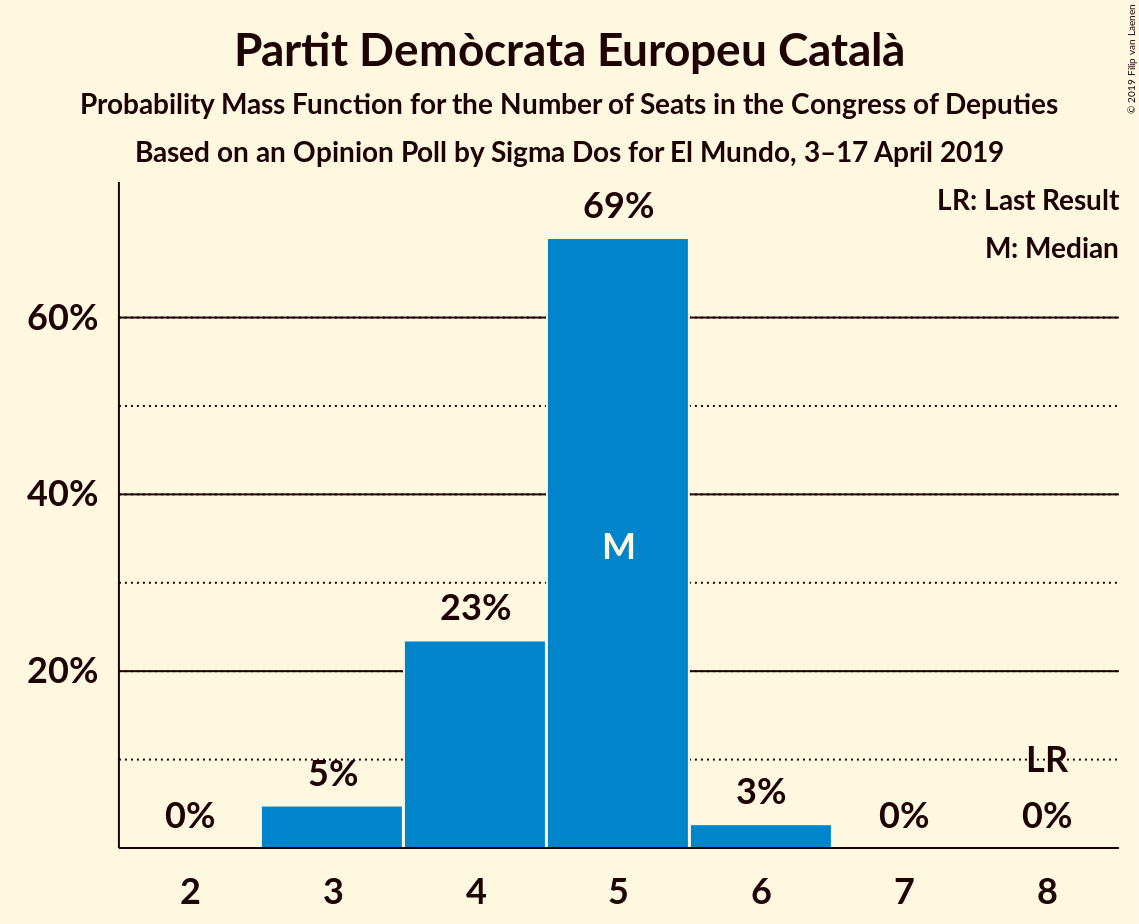 Partit Demòcrata Europeu Català
Probability Mass Function for the Number of Seats in the Congress of Deputies
Based on an Opinion Poll by Sigma Dos for El Mundo, 3–17 April 2019
© 2019 Filip van Laenen
LR: Last Result
M: Median
69%
60%
40%
M
23%
20%
5%
3%
LR
0%
0%
0%
2 3 4 5 6 7 8